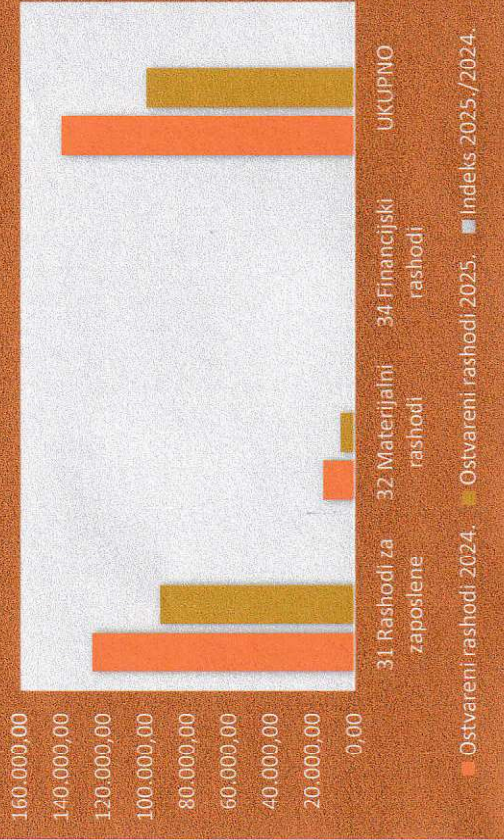 160.000,00
140.000,00
120.000,00
100.000,00
80.000,00
60.000,00
40.000,00
20.000,00
0,00
31 Rashodi za
zaposlene
32 Materijalni
rashodi
34 Financijski
rashodi
UKUPNO
Ostvareni rashodi 2024.
Ostvareni rashodi 2025.
Indeks 2025./2024.